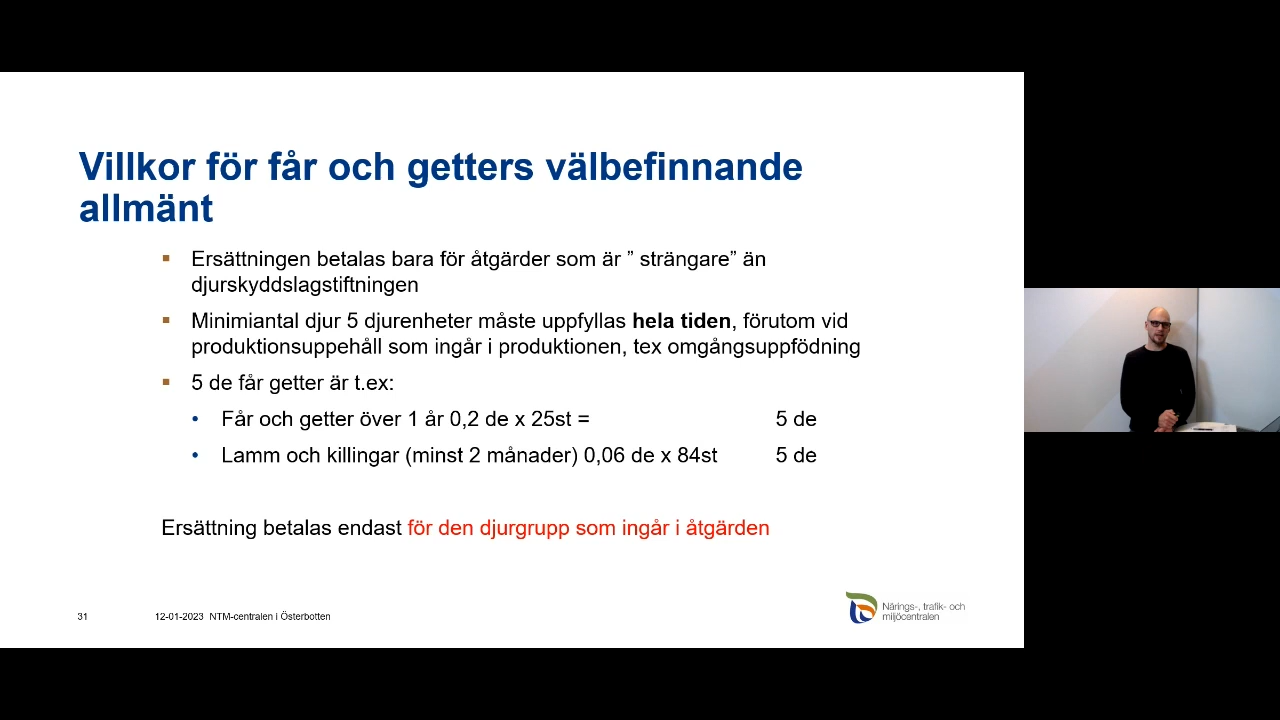 Villkor för får och getters välbefinnande
allmänt
▪ Ersättningen betalas bara för åtgärder som är ” strängare” än
djurskyddslagstiftningen
▪ Minimiantal djur 5 djurenheter måste uppfyllas hela tiden, förutom vid
produktionsuppehåll som ingår i produktionen, tex omgångsuppfödning
▪ 5 de får getter är t.ex:
• Får och getter över 1 år 0,2 de x 25st = 5 de
• Lamm och killingar (minst 2 månader) 0,06 de x 84st 5 de
Ersättning betalas endast för den djurgrupp som ingår i åtgärden
31 12-01-2023 NTM-centralen i Österbotten
Närings-, trafik- och
miljöcentralen